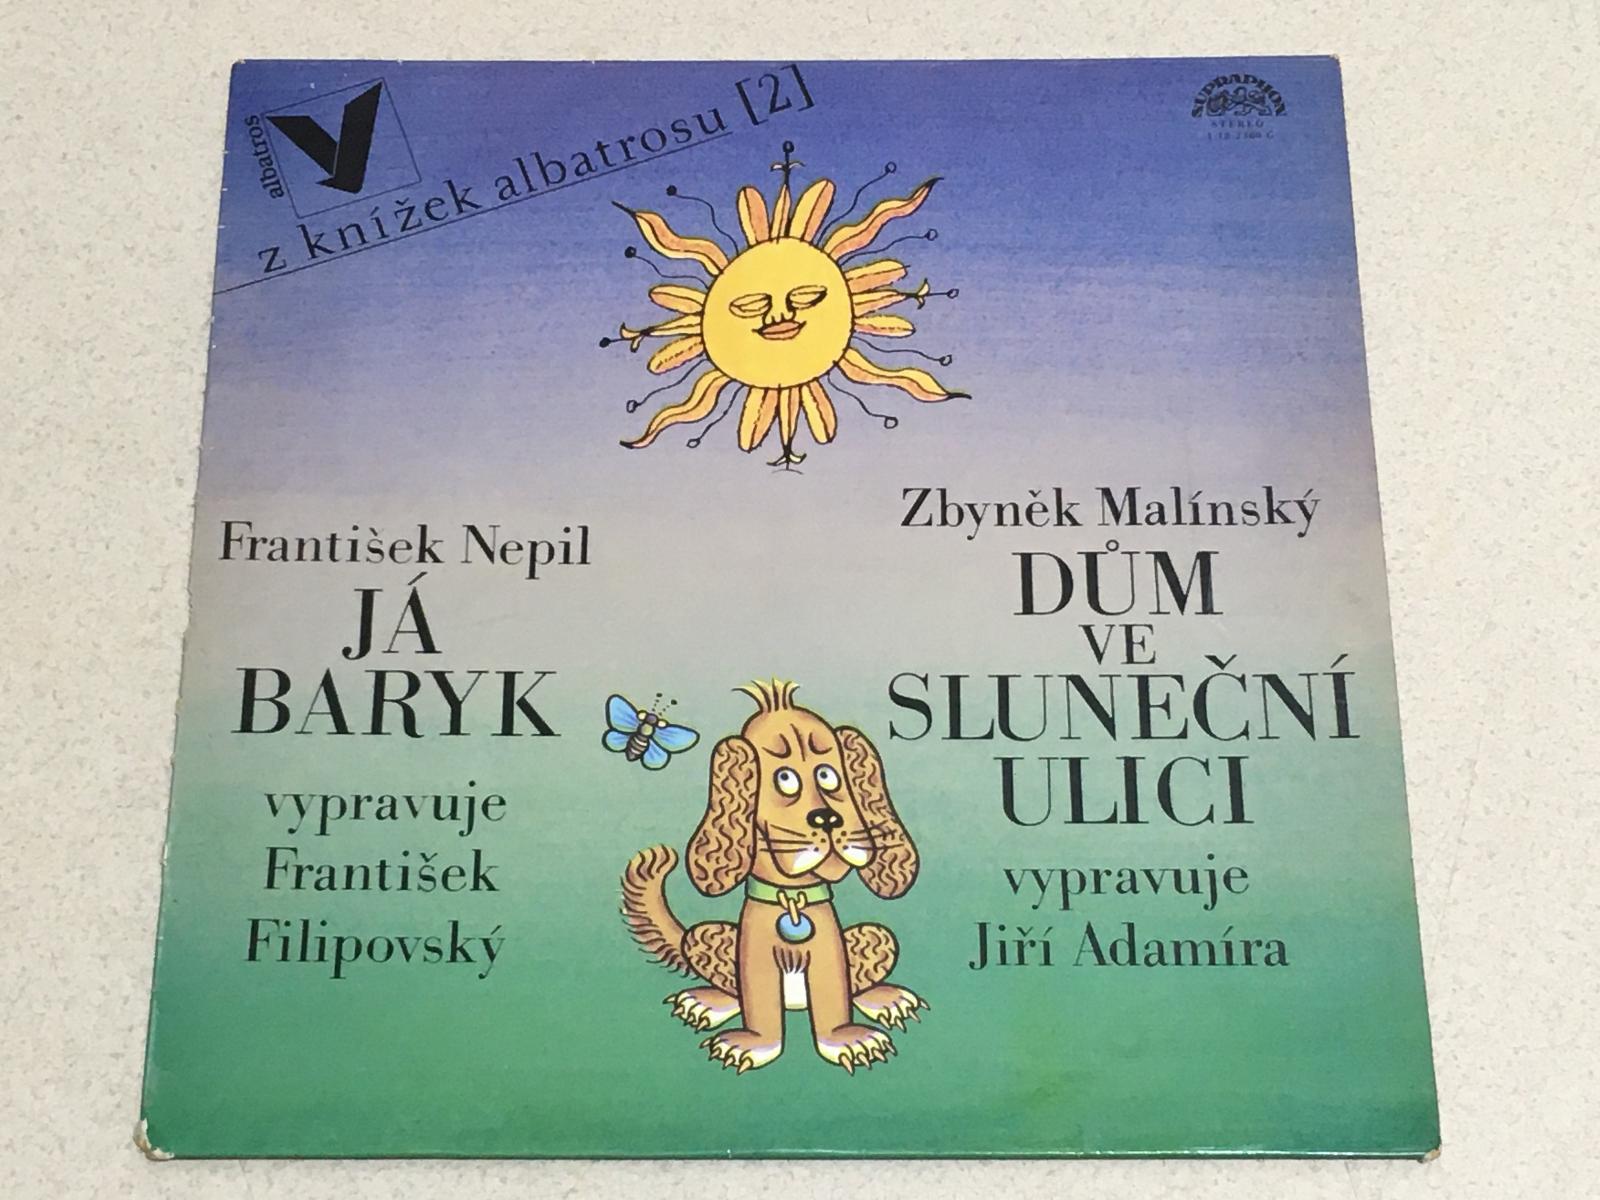 albatros
z knížek albatrosu [2]
SUPRAPHON
STEREO
František Nepil
JÁ
BARYK
vypravuje
František
Filipovský
Zbyněk Malínský
DŮM
VE
SLUNEČNÍ
ULICI
vypravuje
Jiří Adamíra